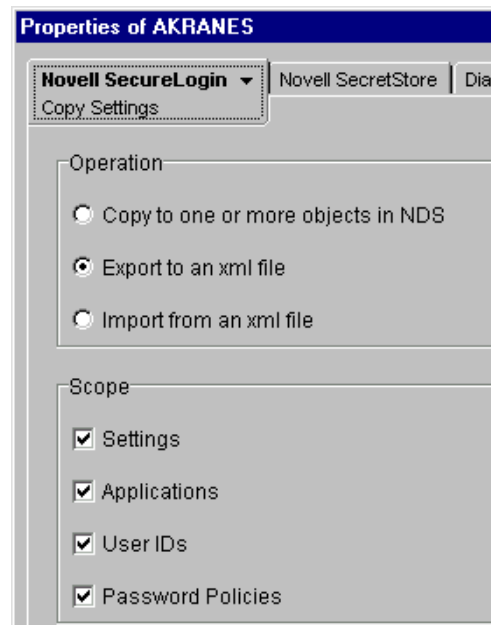 Properties of AKRANES
Novell SecureLogin Novell SecretStore Dia
Copy Settings
Operation
Copy to one or more objects in NDS
Export to an xml file
Import from an xml file
Scope
Settings
Applications
User IDs
Password Policies